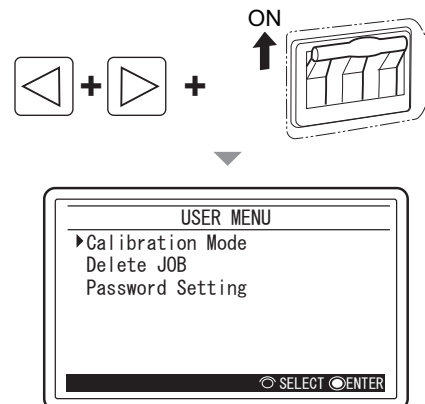 ON
+ +
USER MENU
Calibration Mode
Delete JOB
Password Setting
SELECT ENTER